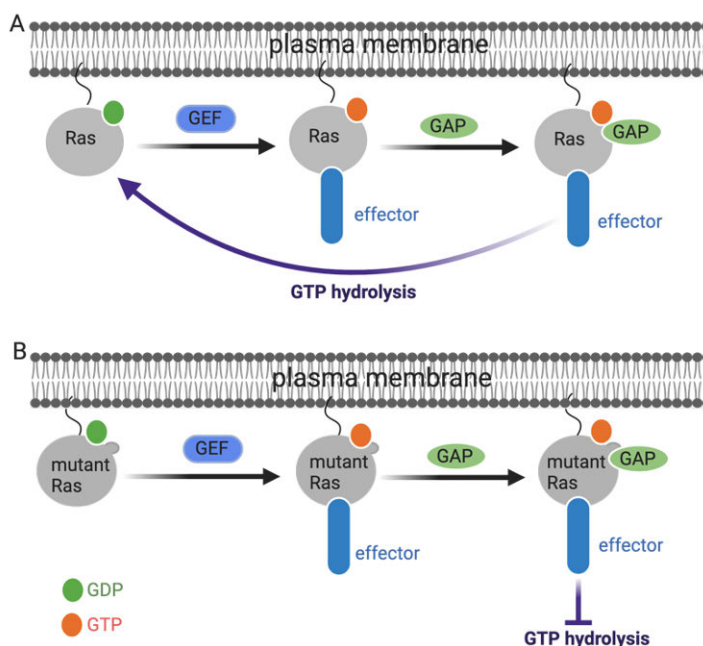 A
plasma membrane
Ras
GEF
Ras
GAP
Ras
GAP
effector
effector
GTP hydrolysis
B
plasma membrane
mutant
Ras
GEF
mutant
Ras
GAP
mutant
Ras
GAP
effector
effector
GDP
GTP
GTP hydrolysis